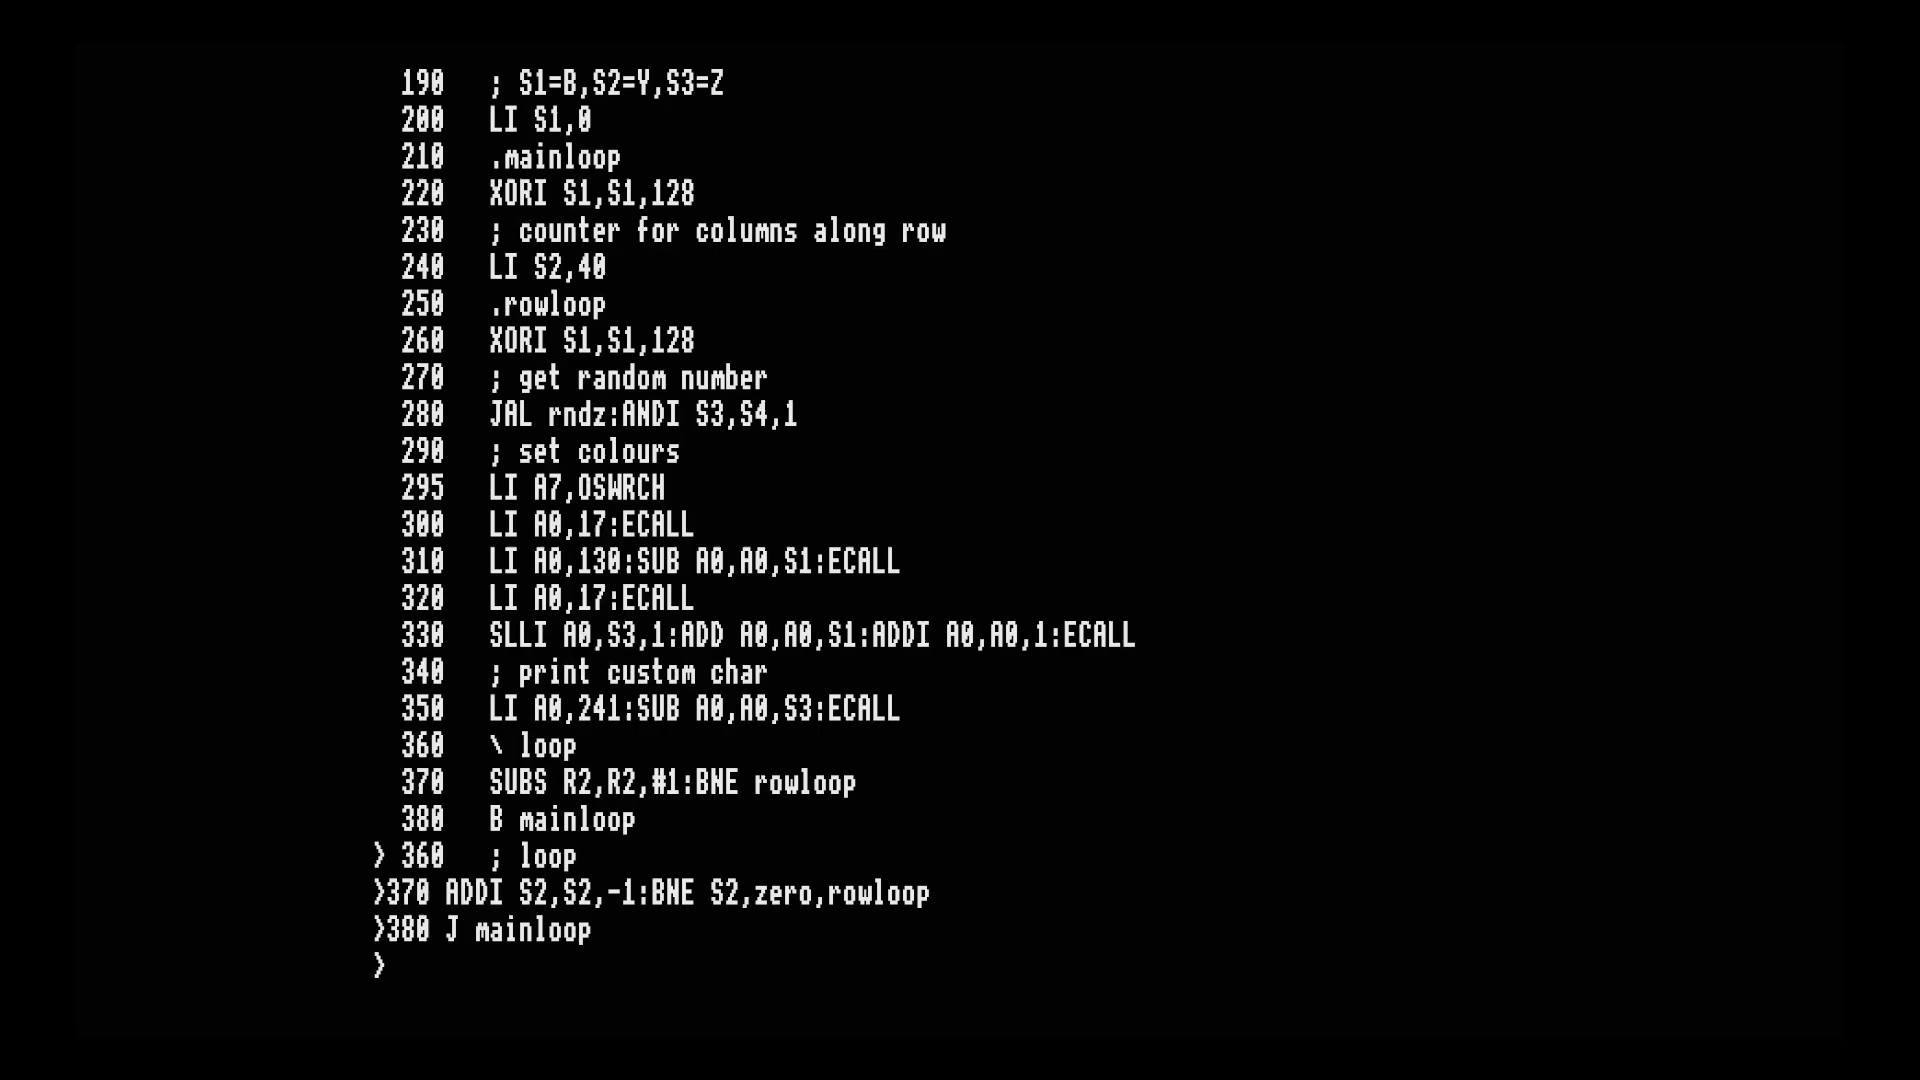 190   ; S1=B,S2=Y,S3=Z
200   LI S1,0
210   .mainloop
220   XORI S1,S1,128
230   ; counter for columns along row
240   LI S2,40
250   .rowloop
260   XORI S1,S1,128
270   ; get random number
280   JAL rndz:ANDI S3,S4,1
290   ; set colours
295   LI A7,OSWRCH
300   LI A0,17:ECALL
310   LI A0,130:SUB A0,A0,S1:ECALL
320   LI A0,17:ECALL
330   SLLI A0,S3,1:ADD A0,A0,S1:ADDI A0,A0,1:ECALL
340   ; print custom char
350   LI A0,241:SUB A0,A0,S3:ECALL
360   \ loop
370   SUBS R2,R2,#1:BNE rowloop
380   B mainloop
> 360   ; loop
>370 ADDI S2,S2,-1:BNE S2,zero,rowloop
>380 J mainloop
>